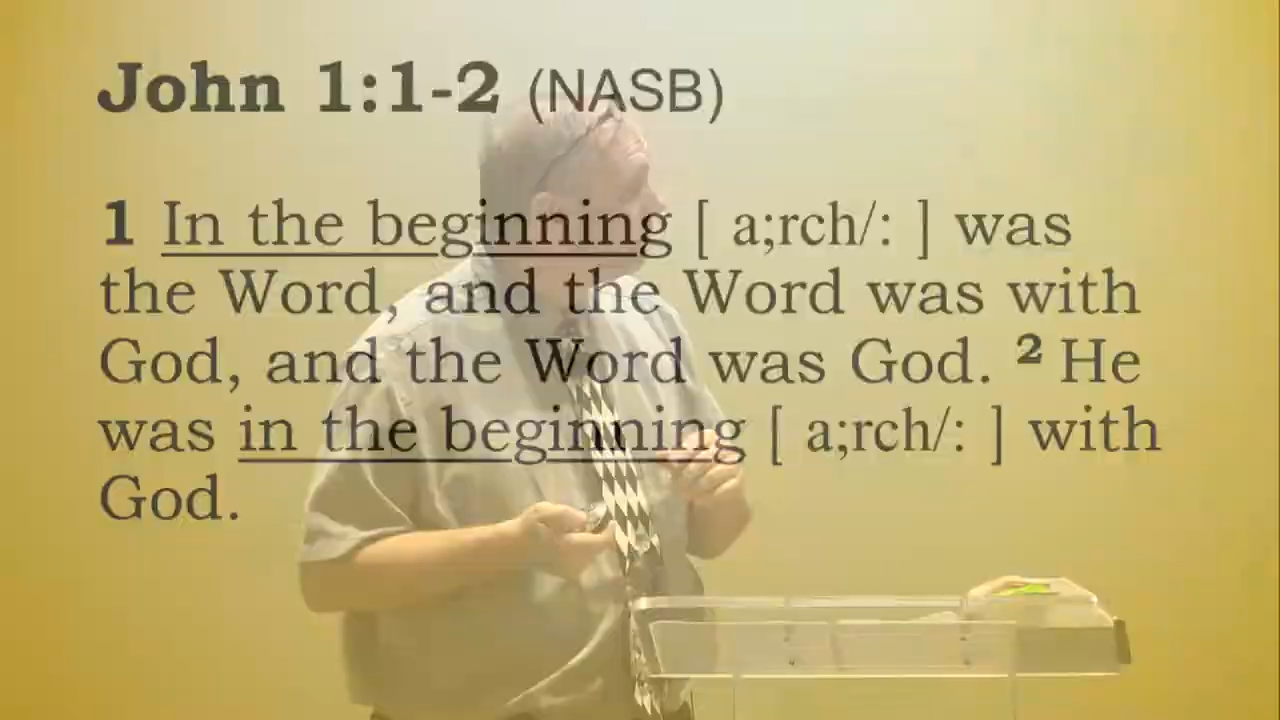 John 1:1-2 (NASB)
1 In the beginning [ a;rch/: ] was
the Word, and the Word was with
God, and the Word was God. 2 He
was in the beginning [ a;rch/: ] with
God.